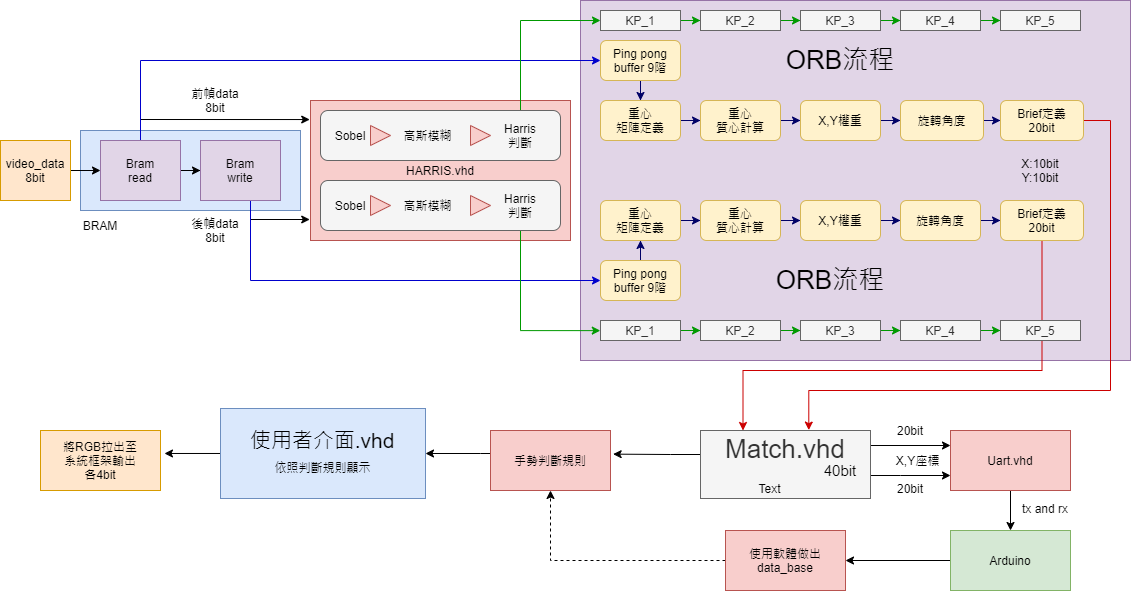 KP_1
KP_2
KP_3
KP_4
KP_5
Ping pong
buffer 9階
ORB流程
前幀data
8bit
重心
矩陣定義
重心
質心計算
X,Y權重
旋轉角度
Brief定義
20bit
Sobel
高斯模糊
Harris
判斷
video_data
8bit
Bram
read
Bram
write
HARRIS.vhd
X:10bit
Y:10bit
BRAM
後幀data
8bit
Sobel
高斯模糊
Harris
判斷
重心
矩陣定義
重心
質心計算
X,Y權重
旋轉角度
Brief定義
20bit
Ping pong
buffer 9階
ORB流程
KP_1
KP_2
KP_3
KP_4
KP_5
將RGB拉出至
系統框架輸出
各4bit
使用者介面.vhd
依照判斷規則顯示
手勢判斷規則
Match.vhd
40bit
Text
20bit
X,Y座標
20bit
Uart.vhd
tx and rx
使用軟體做出
data_base
Arduino